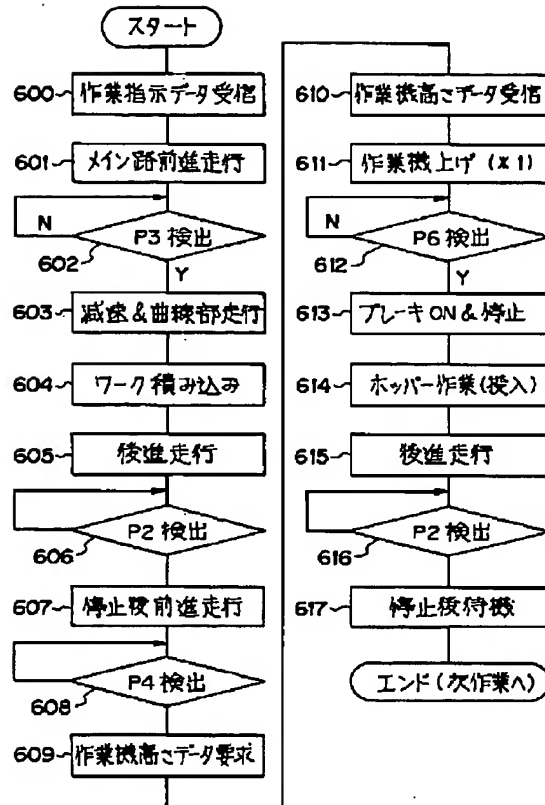 スタート
600 作業指示データ受信
601 メイン路前進走行
N
P3 検出
602
Y
603 減速&曲線部走行
604 ワーク積み込み
605 後進走行
P2 検出
606
607 停止後前進走行
P4 検出
608
609 作業機高さデータ要求
610 作業機高さデータ受信
611 作業機上げ (※1)
N
P6 検出
612
Y
613 ブレーキON&停止
614 ホッパー作業(投入)
615 後進走行
P2 検出
616
617 停止後待機
エンド(次作業へ)